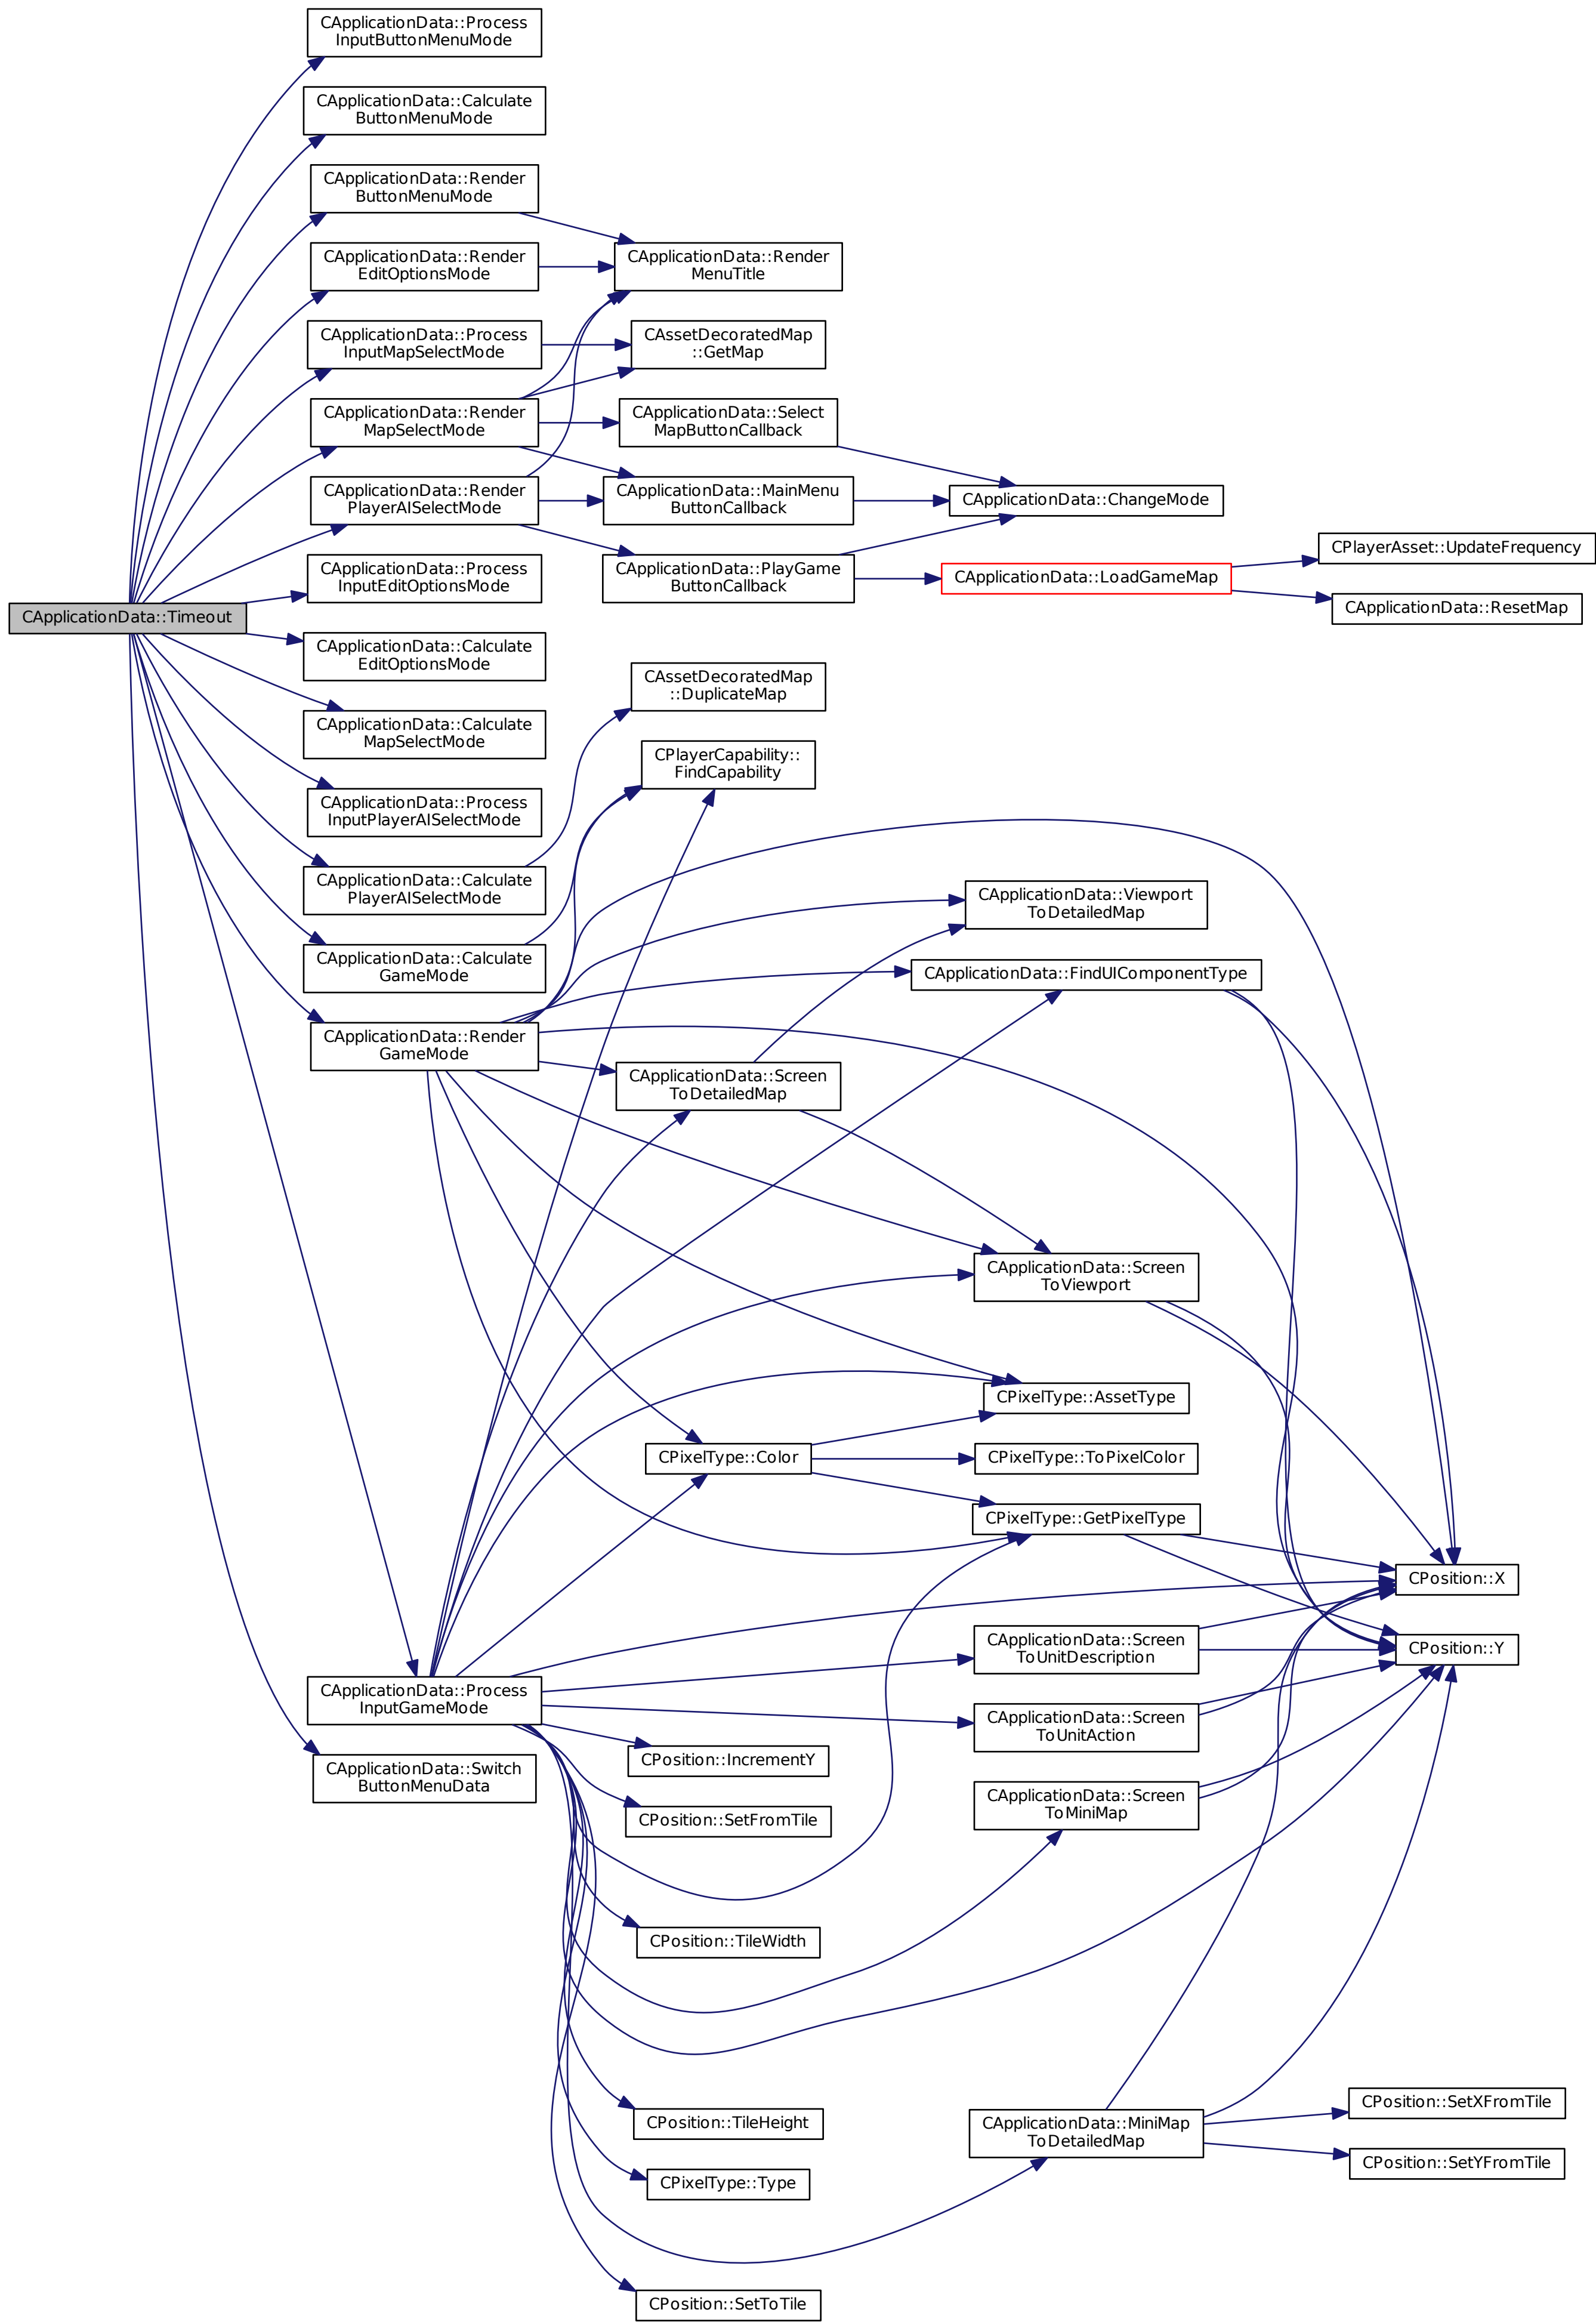 CApplicationData::Process
InputButtonMenuMode
CApplicationData::Calculate
ButtonMenuMode
CApplicationData::Render
ButtonMenuMode
CApplicationData::Render
EditOptionsMode
CApplicationData::Render
MenuTitle
CApplicationData::Process
InputMapSelectMode
CAssetDecoratedMap
::GetMap
CApplicationData::Render
MapSelectMode
CApplicationData::Select
MapButtonCallback
CApplicationData::Render
PlayerAISelectMode
CApplicationData::MainMenu
ButtonCallback
CApplicationData::ChangeMode
CPlayerAsset::UpdateFrequency
CApplicationData::Process
InputEditOptionsMode
CApplicationData::PlayGame
ButtonCallback
CApplicationData::LoadGameMap
CApplicationData::ResetMap
CApplicationData::Timeout
CApplicationData::Calculate
EditOptionsMode
CAssetDecoratedMap
::DuplicateMap
CApplicationData::Calculate
MapSelectMode
CPlayerCapability::
FindCapability
CApplicationData::Process
InputPlayerAISelectMode
CApplicationData::Calculate
PlayerAISelectMode
CApplicationData::Viewport
ToDetailedMap
CApplicationData::Calculate
GameMode
CApplicationData::FindUIComponentType
CApplicationData::Render
GameMode
CApplicationData::Screen
ToDetailedMap
CApplicationData::Screen
ToViewport
CPixelType::AssetType
CPixelType::Color
CPixelType::ToPixelColor
CPixelType::GetPixelType
CPosition::X
CApplicationData::Screen
ToUnitDescription
CPosition::Y
CApplicationData::Process
InputGameMode
CApplicationData::Screen
ToUnitAction
CPosition::IncrementY
CApplicationData::Switch
ButtonMenuData
CApplicationData::Screen
ToMiniMap
CPosition::SetFromTile
CPosition::TileWidth
CPosition::SetXFromTile
CPosition::TileHeight
CApplicationData::MiniMap
ToDetailedMap
CPosition::SetYFromTile
CPixelType::Type
CPosition::SetToTile